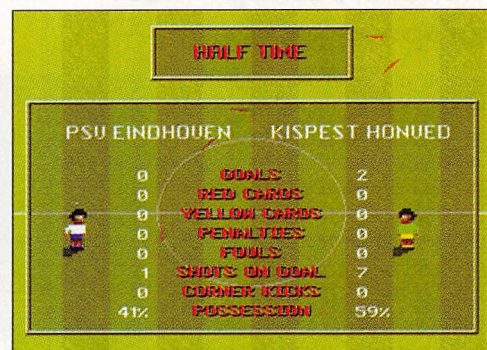 HALF TIME
PSV EINDHOVEN KISPEST HONVED
0 GOALS 2
0 RED CARDS 0
0 YELLOW CARDS 0
0 PENALTIES 0
0 FOULS 0
1 SHOTS ON GOAL 7
0 CORNER KICKS 0
41% POSSESSION 59%